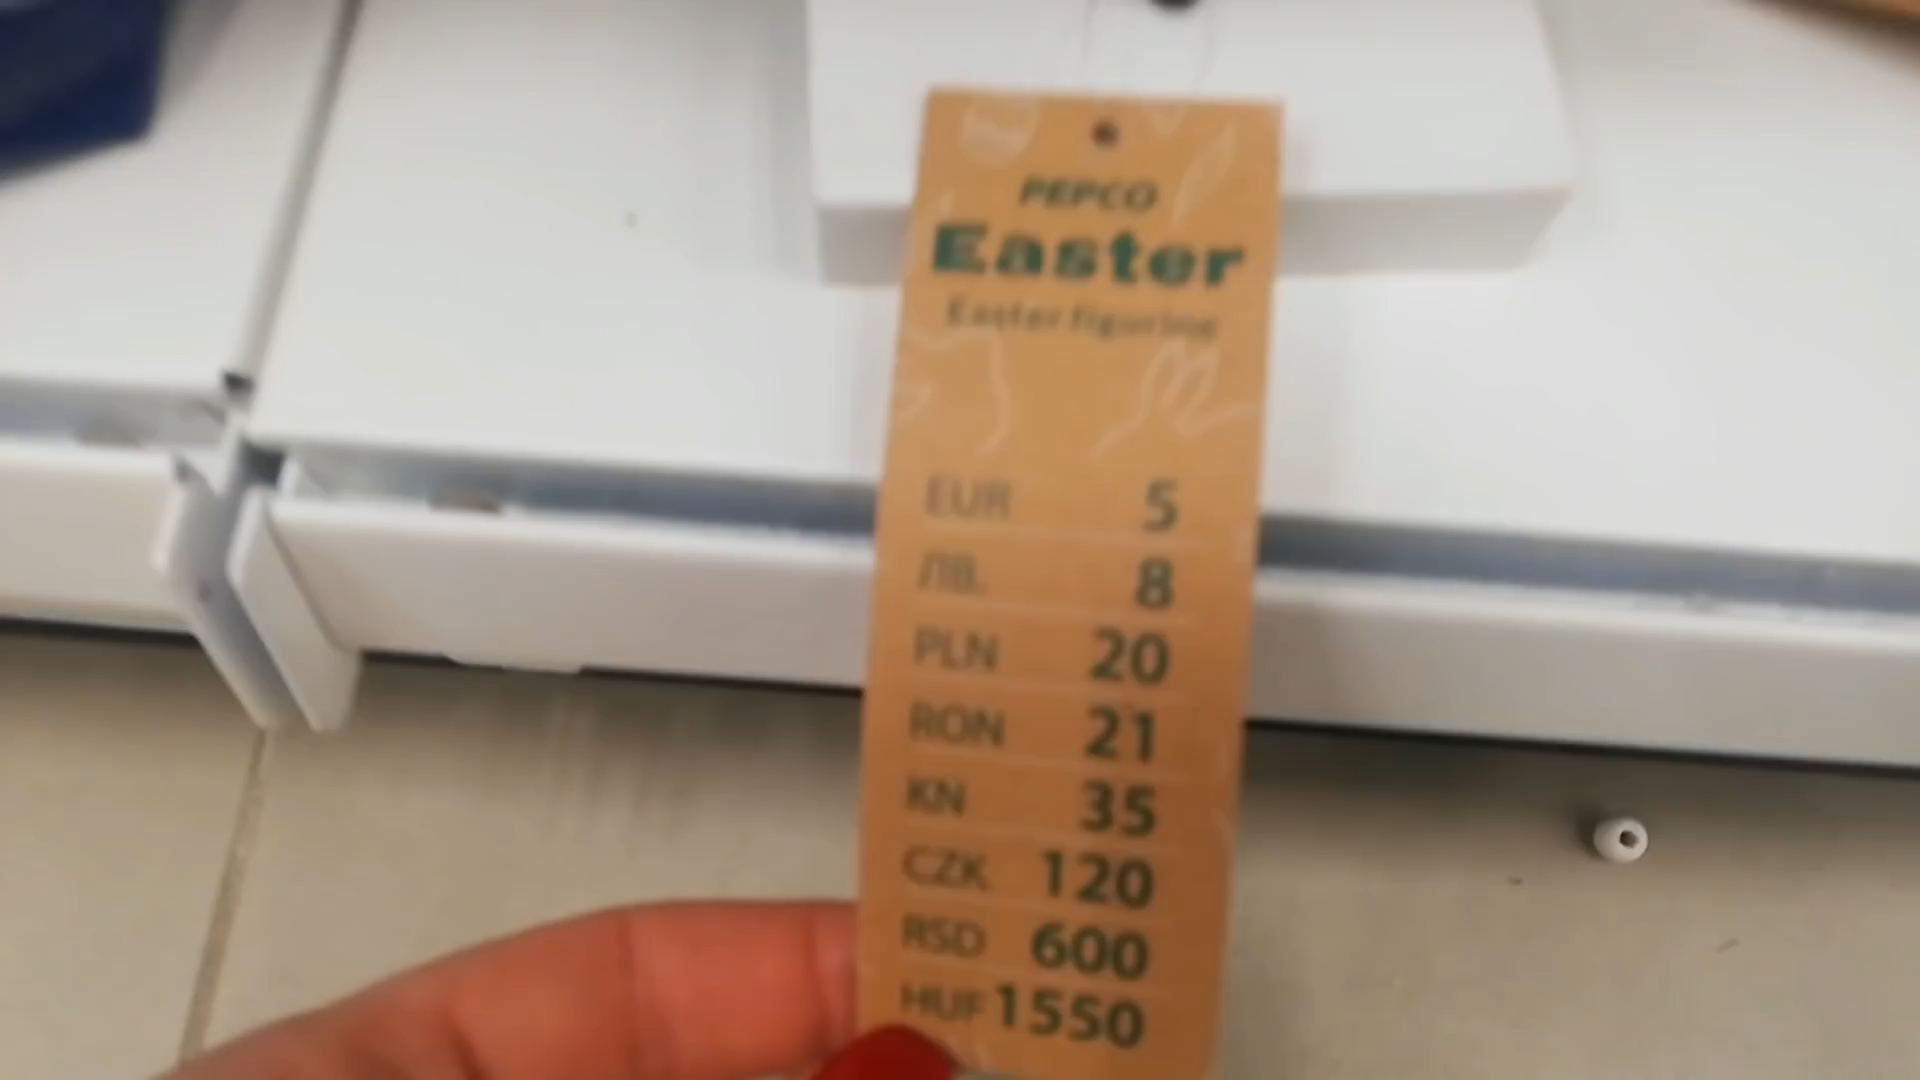 PEPCO
Easter
Easter figurine
EUR 5
ЛВ. 8
PLN 20
RON 21
KN 35
CZK 120
RSD 600
HUF 1550